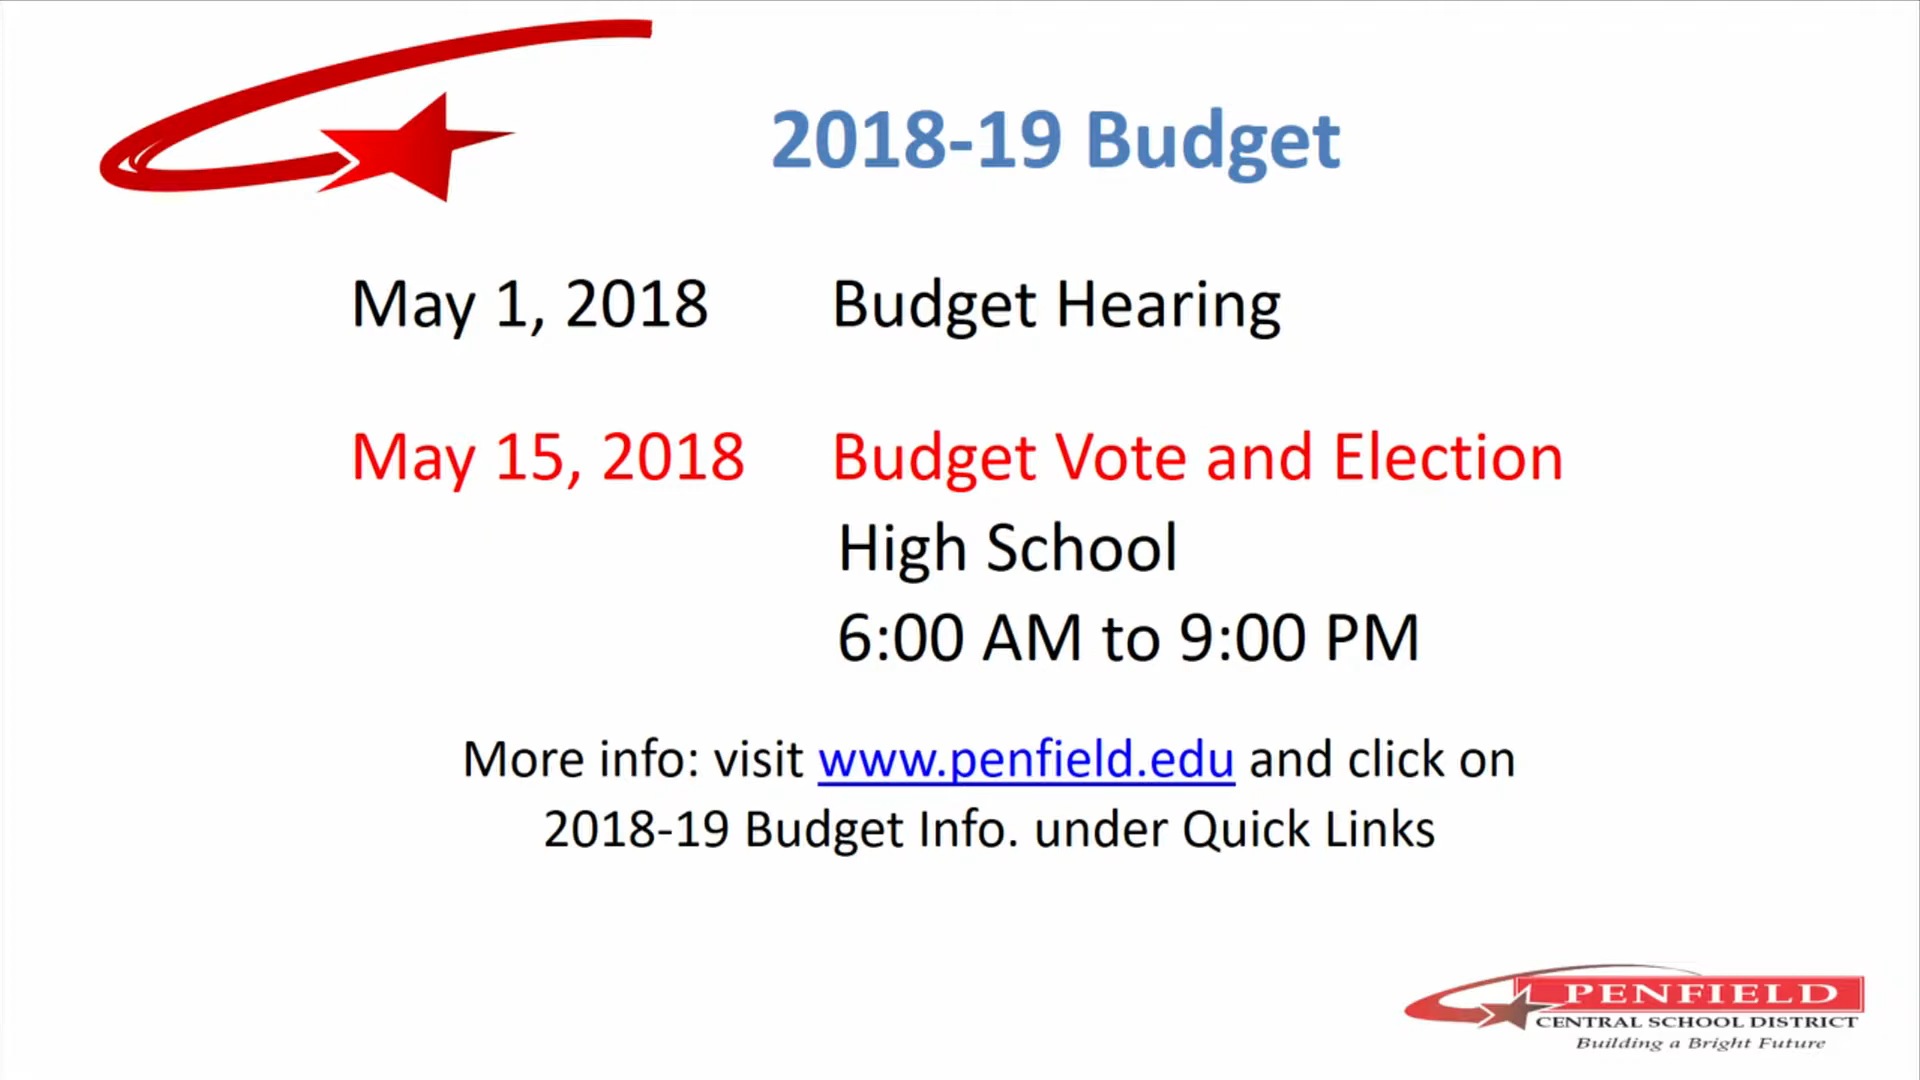 2018-19 Budget
May 1, 2018 Budget Hearing
May 15, 2018 Budget Vote and Election
High School
6:00 AM to 9:00 PM
More info: visit www.penfield.edu and click on
2018-19 Budget Info. under Quick Links
PENFIELD
CENTRAL SCHOOL DISTRICT
Building a Bright Future